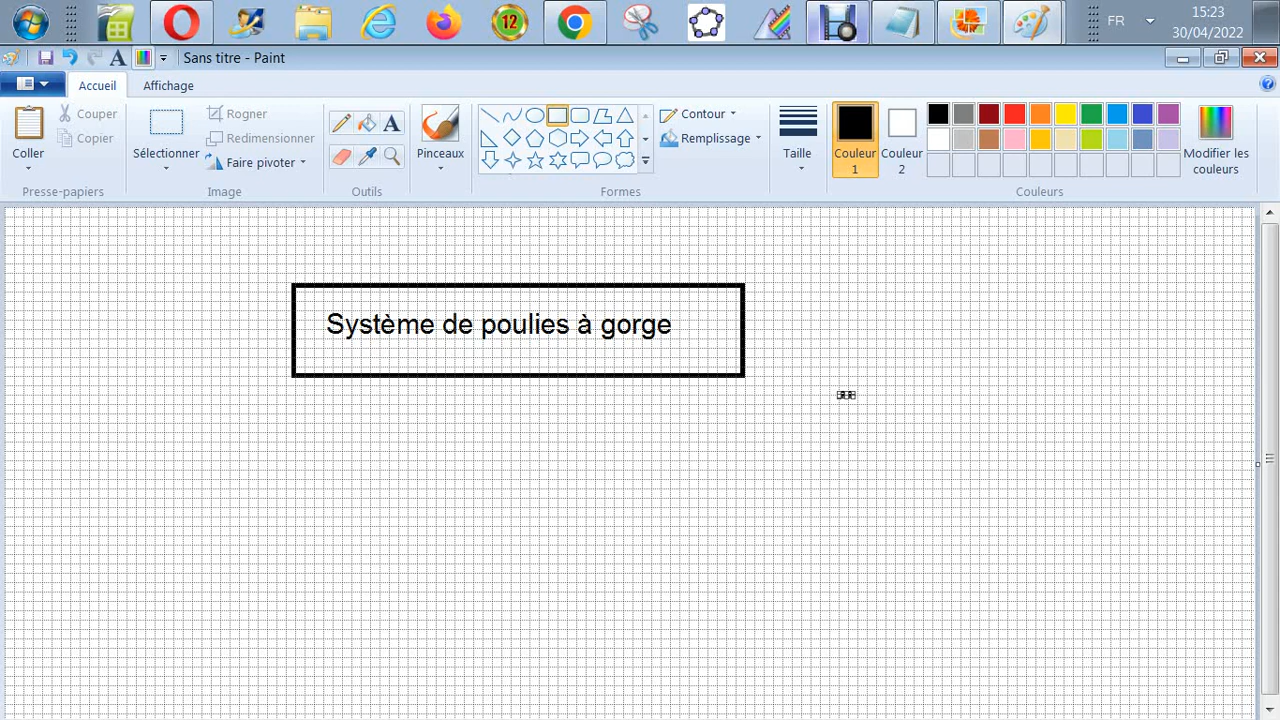 12
FR
15:23
30/04/2022
Sans titre - Paint
Accueil
Affichage
Coller
Couper
Copier
Presse-papiers
Sélectionner
Rogner
Redimensionner
Faire pivoter
Image
A
Outils
Pinceaux
Formes
Contour
Remplissage
Taille
Couleur
1
Couleur
2
Modifier les
couleurs
Couleurs
Système de poulies à gorge